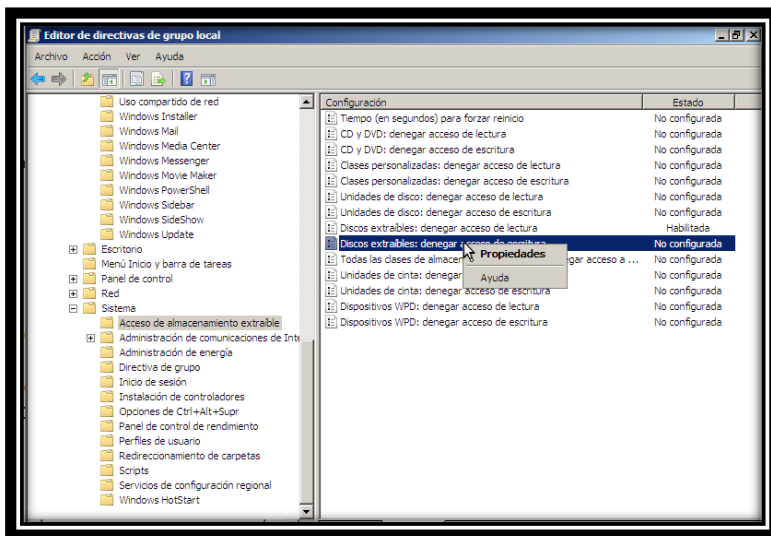 Editor de directivas de grupo local
Archivo Acción Ver Ayuda
Uso compartido de red
Windows Installer
Windows Mail
Windows Media Center
Windows Messenger
Windows Movie Maker
Windows PowerShell
Windows Sidebar
Windows SideShow
Windows Update
Escritorio
Menú Inicio y barra de tareas
Panel de control
Red
Sistema
Acceso de almacenamiento extraíble
Administración de comunicaciones de Inte
Administración de energía
Directiva de grupo
Inicio de sesión
Instalación de controladores
Opciones de Ctrl+Alt+Supr
Panel de control de rendimiento
Perfiles de usuario
Redireccionamiento de carpetas
Scripts
Servicios de configuración regional
Windows HotStart
Configuración Estado
Tiempo (en segundos) para forzar reinicio No configurada
CD y DVD: denegar acceso de lectura No configurada
CD y DVD: denegar acceso de escritura No configurada
Clases personalizadas: denegar acceso de lectura No configurada
Clases personalizadas: denegar acceso de escritura No configurada
Unidades de disco: denegar acceso de lectura No configurada
Unidades de disco: denegar acceso de escritura No configurada
Discos extraíbles: denegar acceso de lectura Habilitada
Discos extraíbles: denegar acceso de escritura No configurada
Propiedades
Ayuda
Todas las clases de almacen egar acceso a ... No configurada
Unidades de cinta: denegar No configurada
Unidades de cinta: denegar acceso de escritura No configurada
Dispositivos WPD: denegar acceso de lectura No configurada
Dispositivos WPD: denegar acceso de escritura No configurada